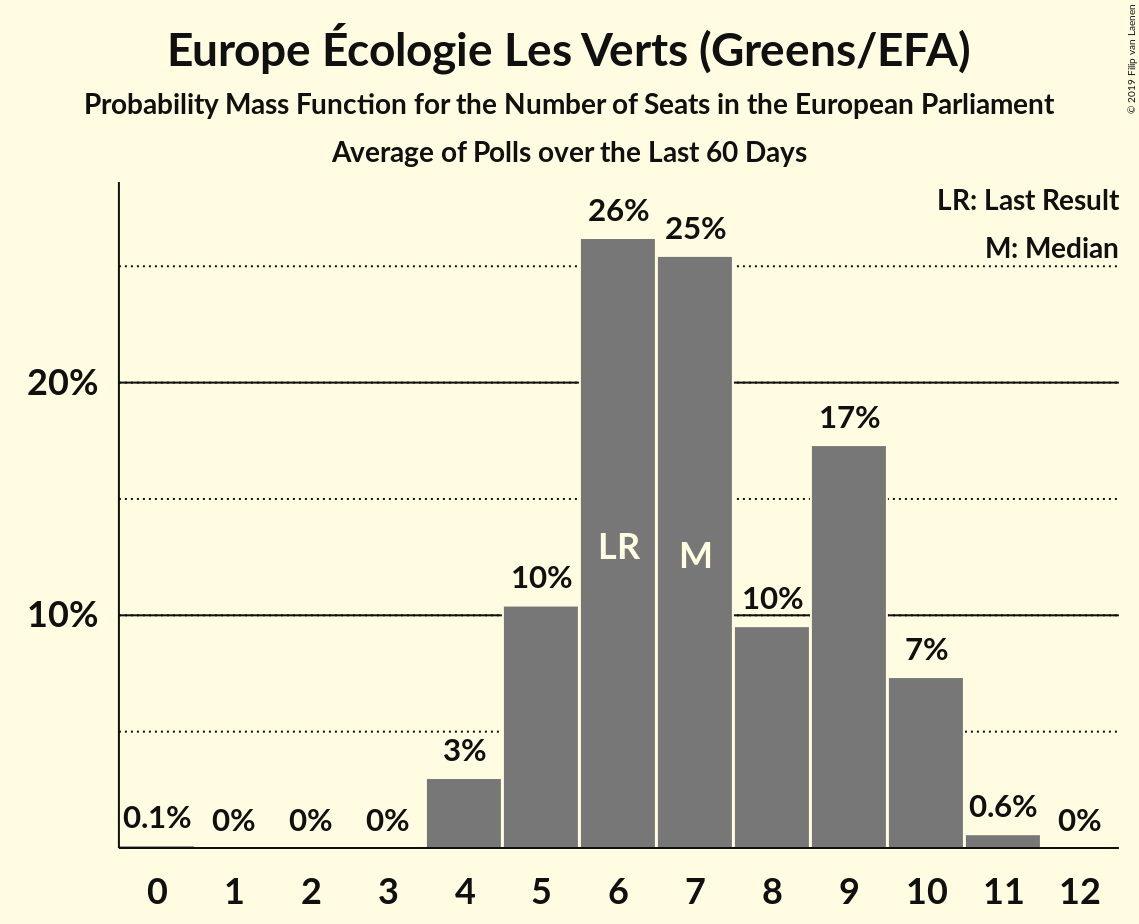 Europe Écologie Les Verts (Greens/EFA)
Probability Mass Function for the Number of Seats in the European Parliament
Average of Polls over the Last 60 Days
© 2019 Filip van Laenen
LR: Last Result
M: Median
26%
25%
20%
17%
LR
M
10%
10%
10%
7%
3%
0.1%
0%
0%
0%
0.6%
0%
0 1 2 3 4 5 6 7 8 9 10 11 12